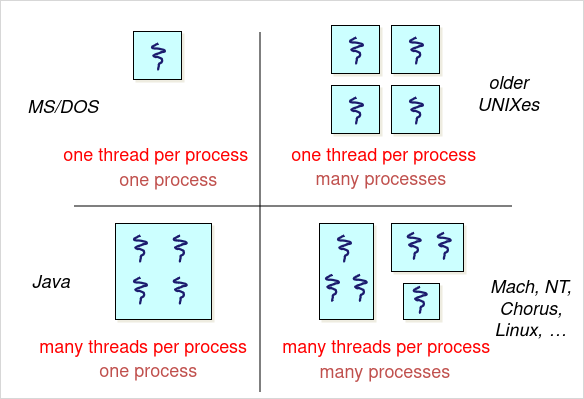 MS/DOS
one thread per process
one process
older
UNIXes
one thread per process
many processes
Java
many threads per process
one process
Mach, NT,
Chorus,
Linux, …
many threads per process
many processes